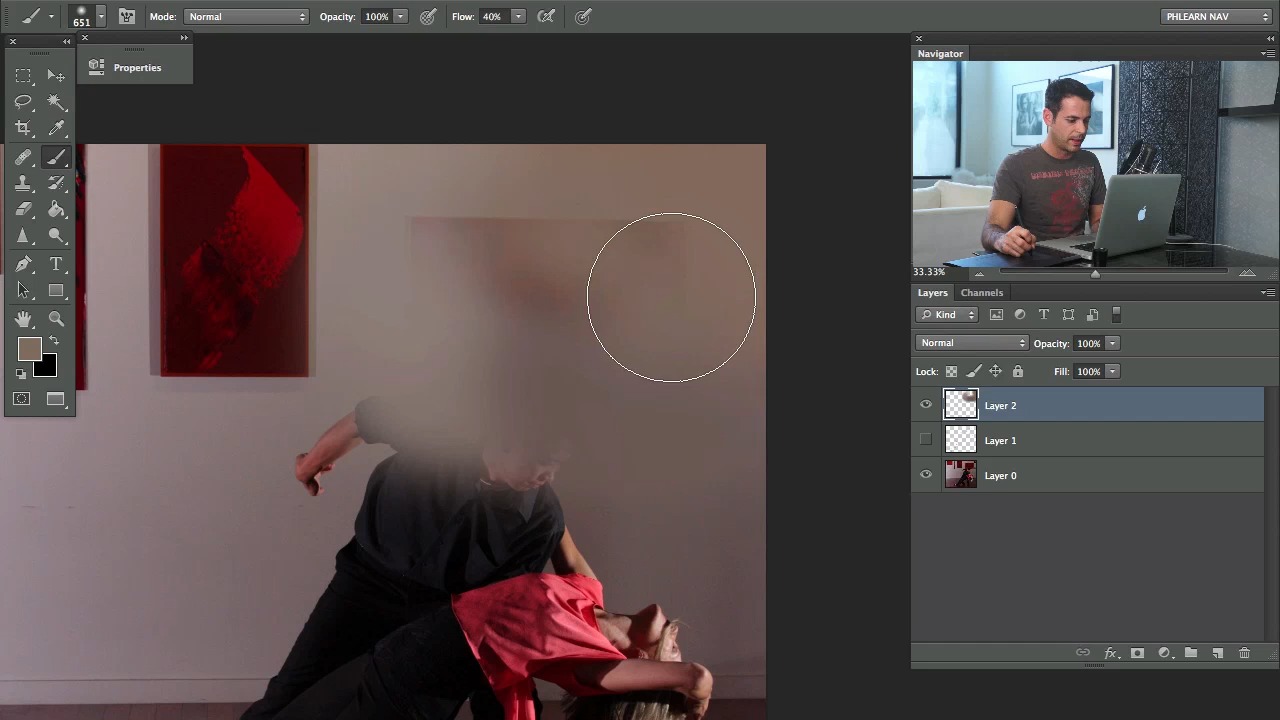 651
Mode: Normal
Opacity: 100%
Flow: 40%
PHLEARN NAV
Properties
Navigator
33.33%
Layers
Channels
Kind
Normal
Opacity: 100%
Lock:
Fill: 100%
Layer 2
Layer 1
Layer 0